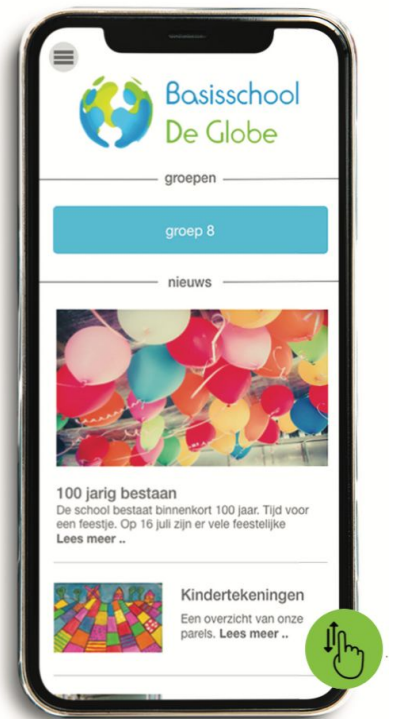 Basisschool
De Globe
groepen
groep 8
nieuws
100 jarig bestaan
De school bestaat binnenkort 100 jaar. Tijd voor
een feestje. Op 16 juli zijn er vele feestelijke
Lees meer ..
Kindertekeningen
Een overzicht van onze
parels. Lees meer ..